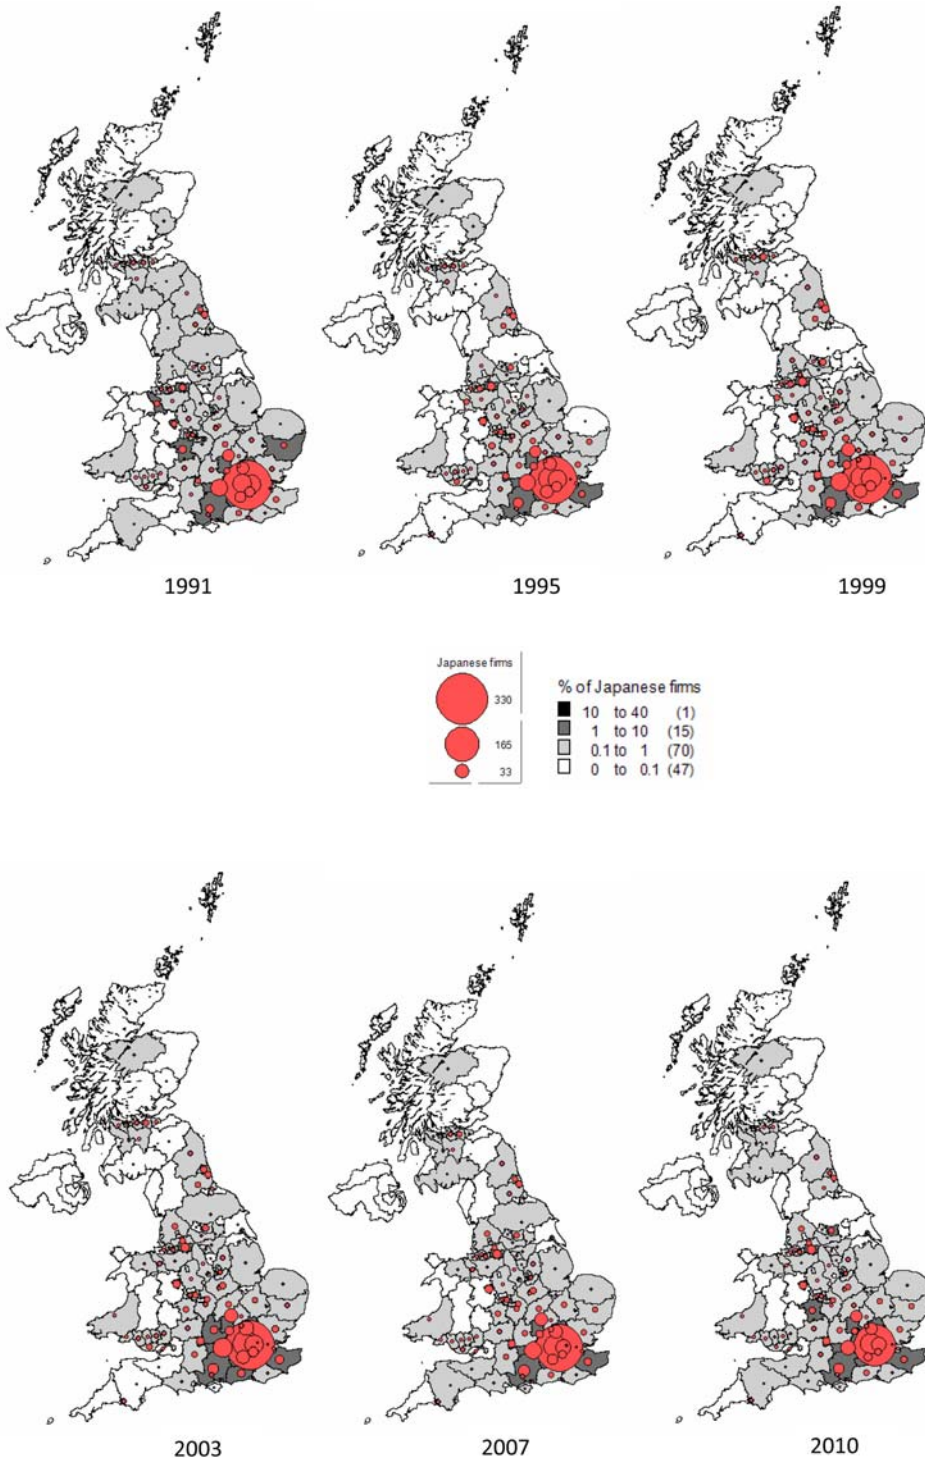 1991
1995
1999
Japanese firms
330
165
33
% of Japanese firms
10 to 40 (1)
1 to 10 (15)
0.1 to 1 (70)
0 to 0.1 (47)
2003
2007
2010